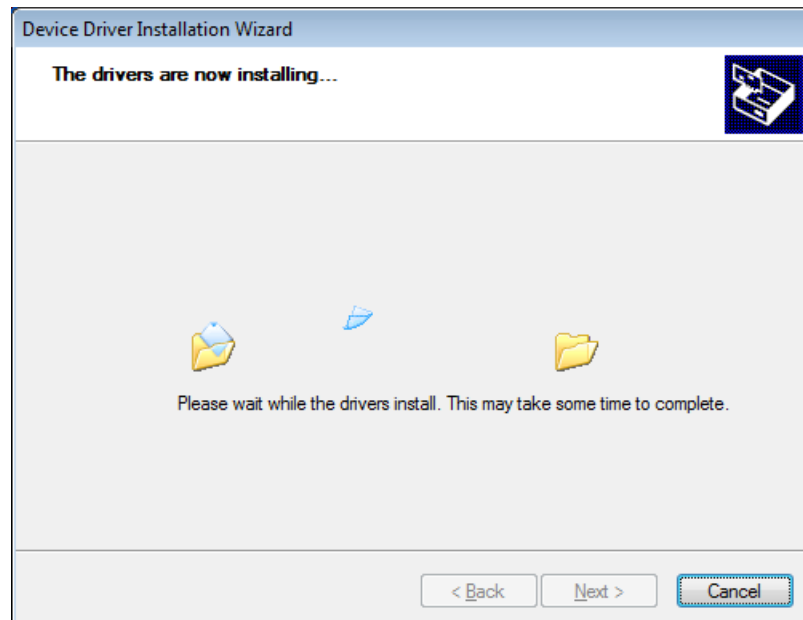 Device Driver Installation Wizard
The drivers are now installing...
Please wait while the drivers install. This may take some time to complete.
< Back Next > Cancel